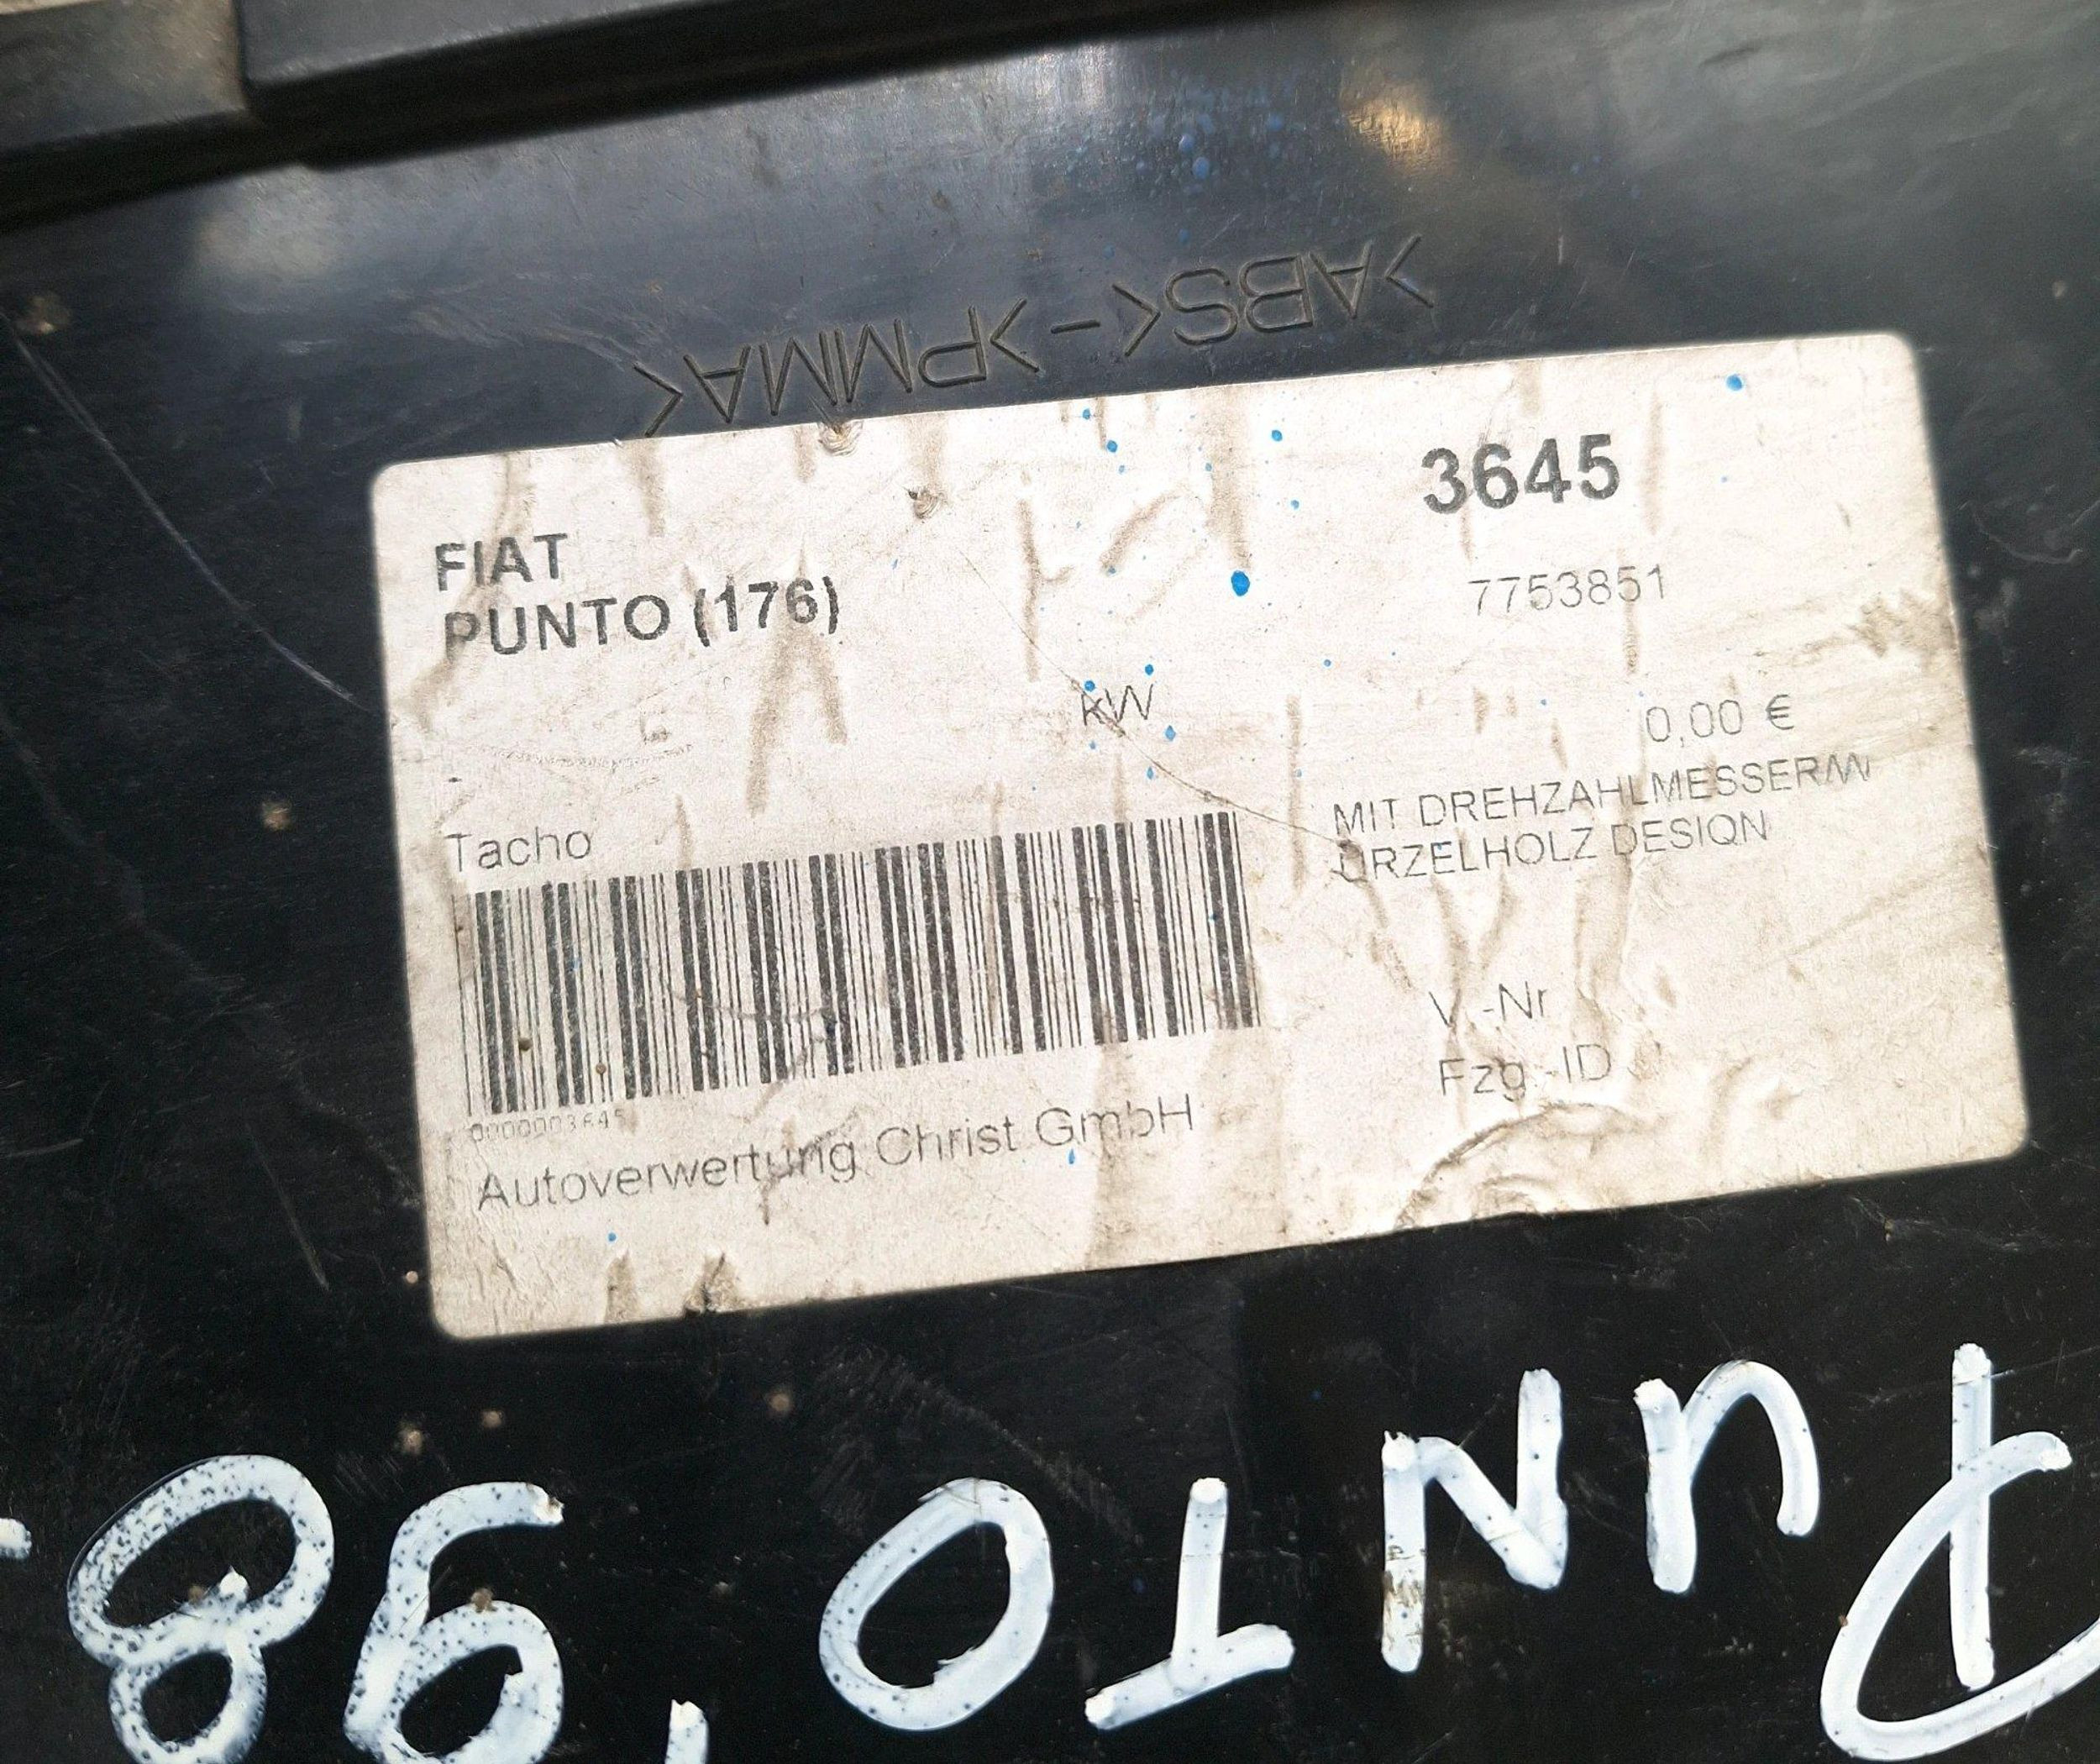 >ABS<->PMMA<
3645
FIAT
PUNTO (176)
7753851
kW
0,00 €
-
Tacho
MIT DREHZAHLMESSER/W
URZELHOLZ DESIGN
V.-Nr
Fzg.-ID
0000003645
Autoverwertung Christ GmbH
PUNTO '98-